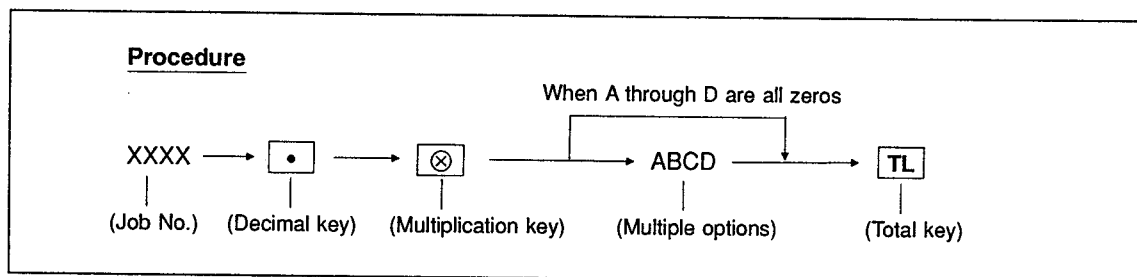 Procedure
When A through D are all zeros
XXXX • ⊗ ABCD TL
(Job No.) (Decimal key) (Multiplication key) (Multiple options) (Total key)